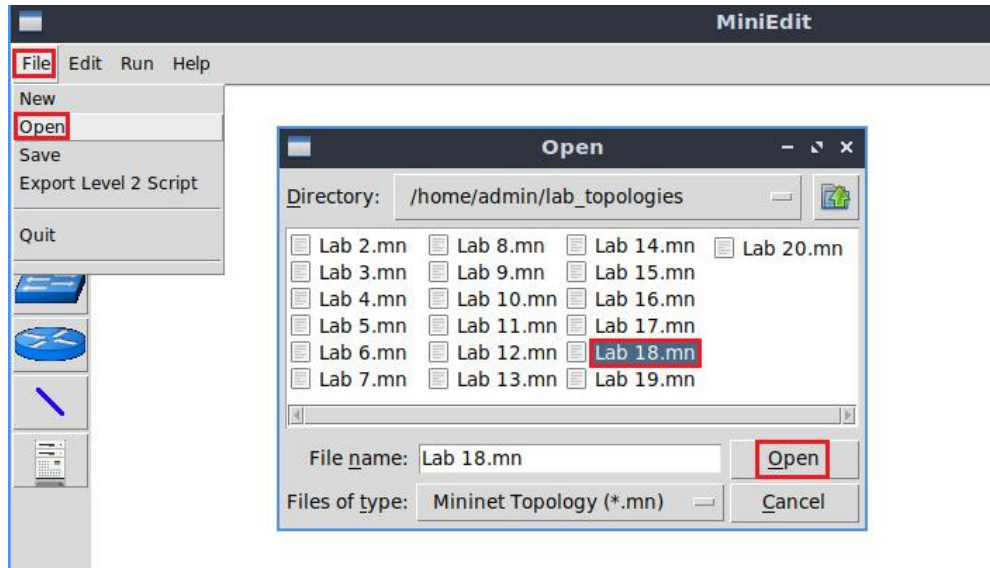 MiniEdit
File Edit Run Help
New
Open
Save
Export Level 2 Script
Quit
Open
Directory: /home/admin/lab_topologies
Lab 2.mn Lab 8.mn Lab 14.mn Lab 20.mn
Lab 3.mn Lab 9.mn Lab 15.mn
Lab 4.mn Lab 10.mn Lab 16.mn
Lab 5.mn Lab 11.mn Lab 17.mn
Lab 6.mn Lab 12.mn Lab 18.mn
Lab 7.mn Lab 13.mn Lab 19.mn
File name: Lab 18.mn Open
Files of type: Mininet Topology (*.mn) Cancel